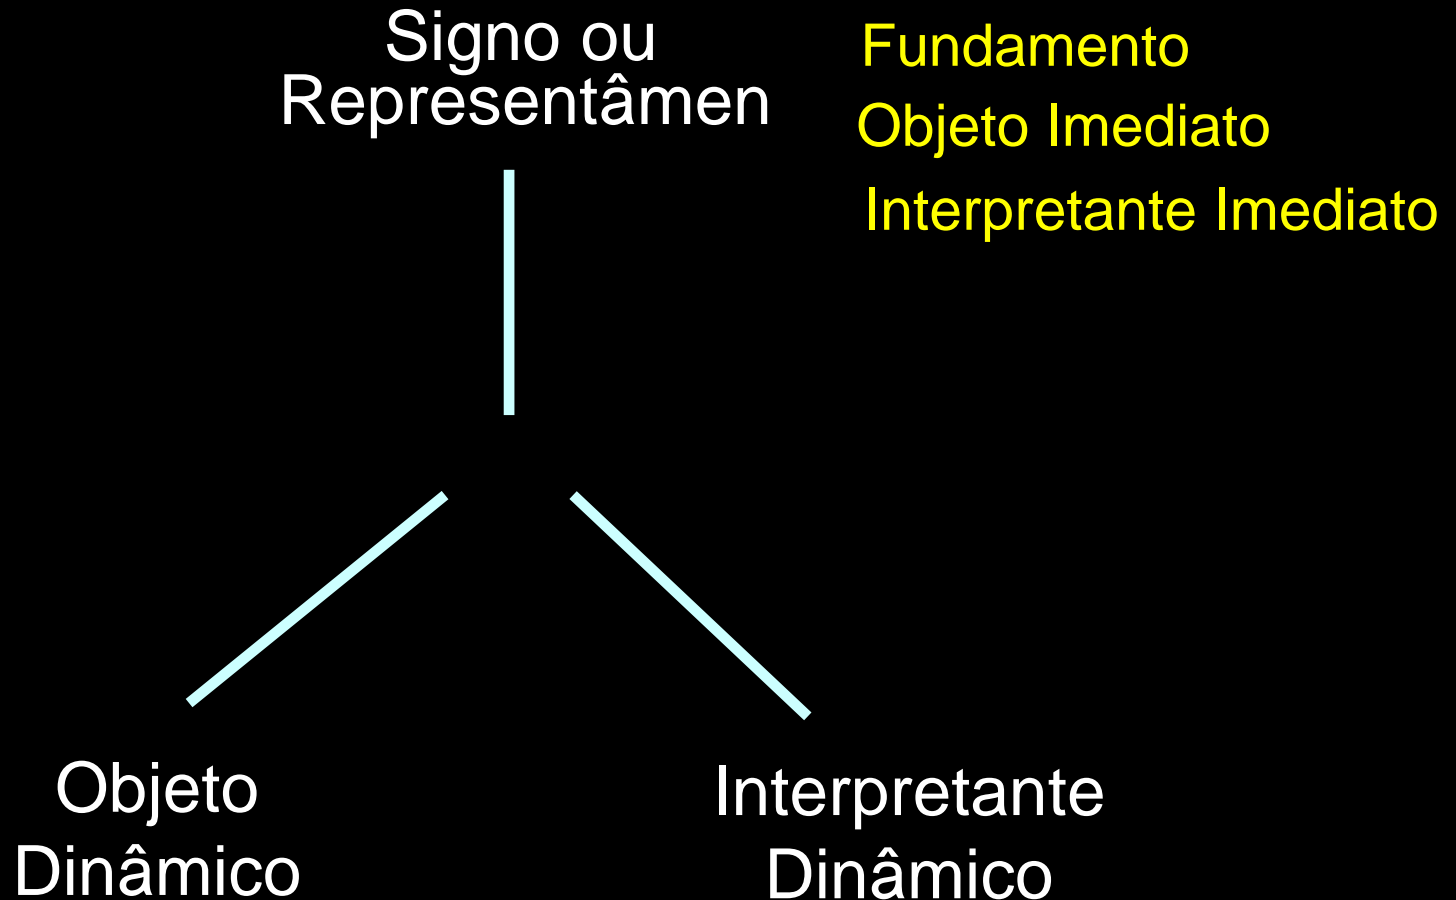 Signo ou
Representâmen
Fundamento
Objeto Imediato
Interpretante Imediato
Objeto
Dinâmico
Interpretante
Dinâmico